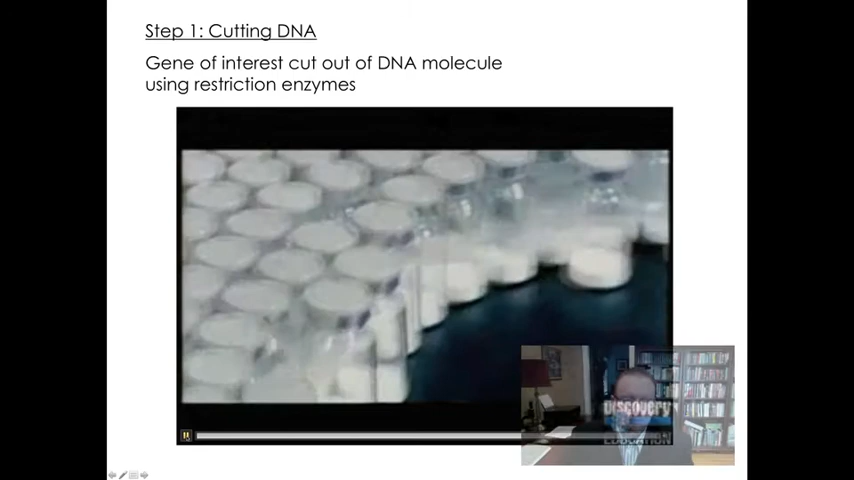 Step 1: Cutting DNA
Gene of interest cut out of DNA molecule
using restriction enzymes
DISCOVERY
EDUCATION